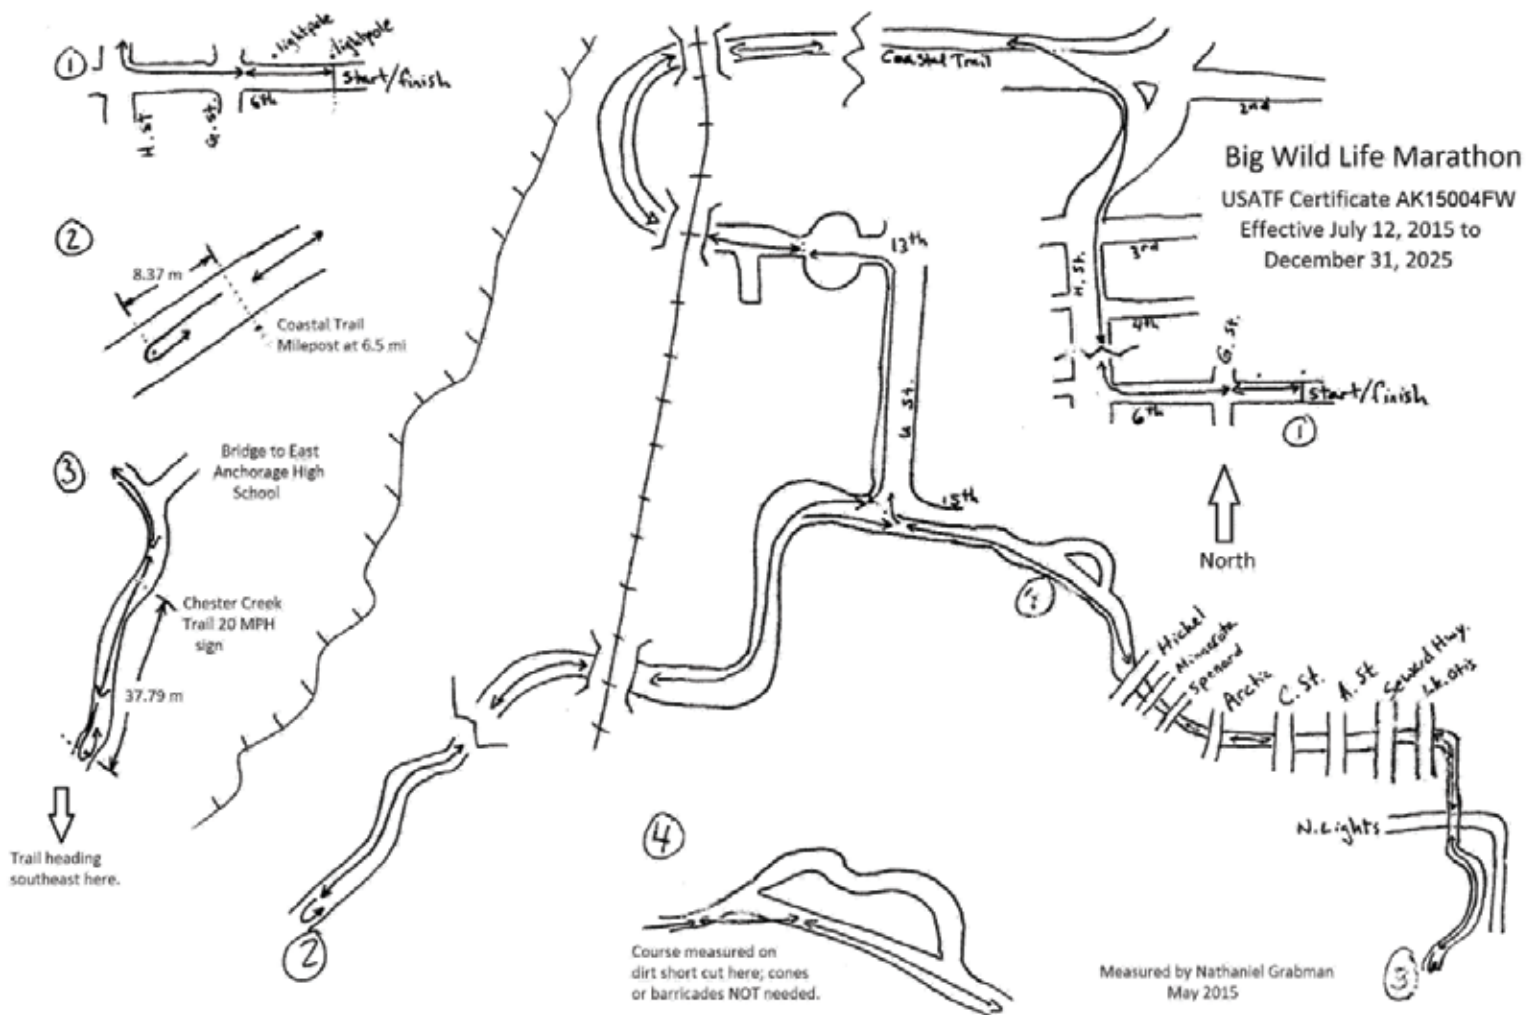 1
.lightpole
.lightpole
start/finish
H. St
G. St.
6th
2
8.37 m
Coastal Trail
Milepost at 6.5 mi
3
Bridge to East
Anchorage High
School
Chester Creek
Trail 20 MPH
sign
37.79 m
Trail heading
southeast here.
Coastal Trail
2nd
Big Wild Life Marathon
USATF Certificate AK15004FW
Effective July 12, 2015 to
December 31, 2025
13th
3rd
H. St.
4th
G. St.
start/finish
6th
1
North
15th
Hickel
Minnesota
Spenard
Arctic
C. St.
A. St
Seward Hwy.
Lk. Otis
N. Lights
3
2
4
Course measured on
dirt short cut here; cones
or barricades NOT needed.
Measured by Nathaniel Grabman
May 2015